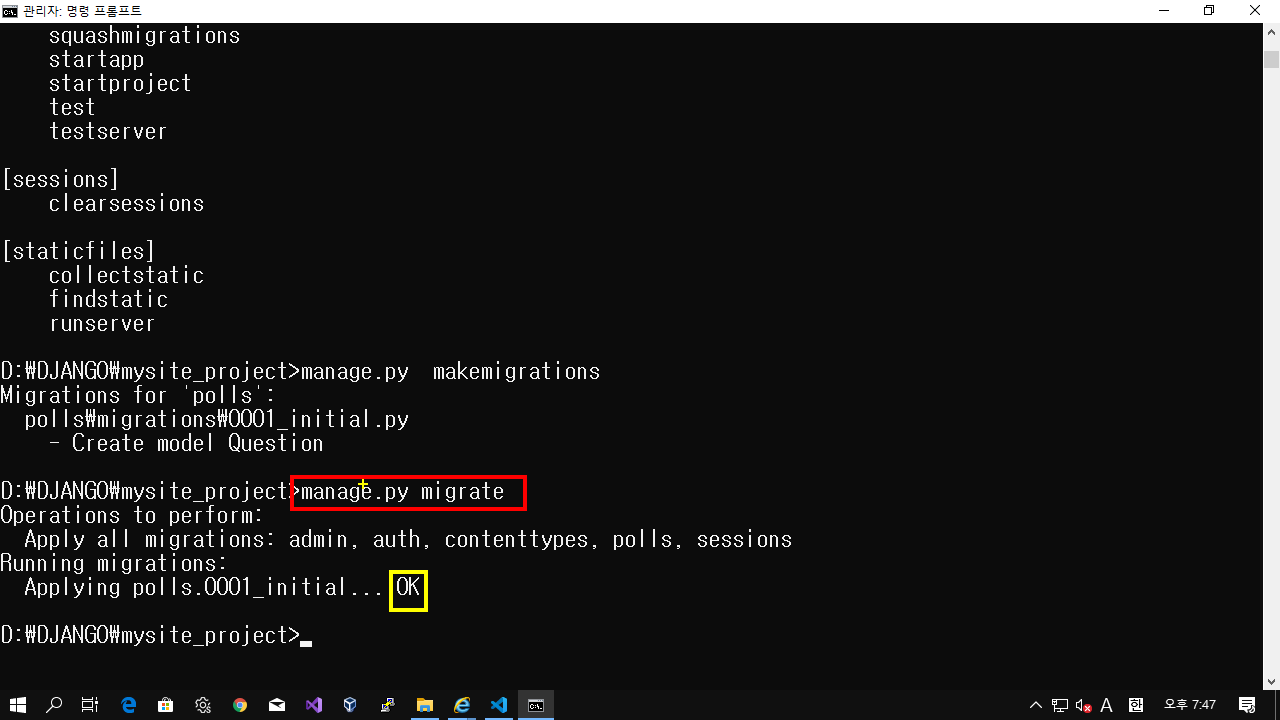 관리자: 명령 프롬프트
squashmigrations
startapp
startproject
test
testserver
[sessions]
clearsessions
[staticfiles]
collectstatic
findstatic
runserver
D:₩DJANGO₩mysite_project>manage.py  makemigrations
Migrations for 'polls':
polls₩migrations₩0001_initial.py
- Create model Question
D:₩DJANGO₩mysite_project>manage.py migrate
Operations to perform:
Apply all migrations: admin, auth, contenttypes, polls, sessions
Running migrations:
Applying polls.0001_initial... OK
D:₩DJANGO₩mysite_project>
A 한 오후 7:47